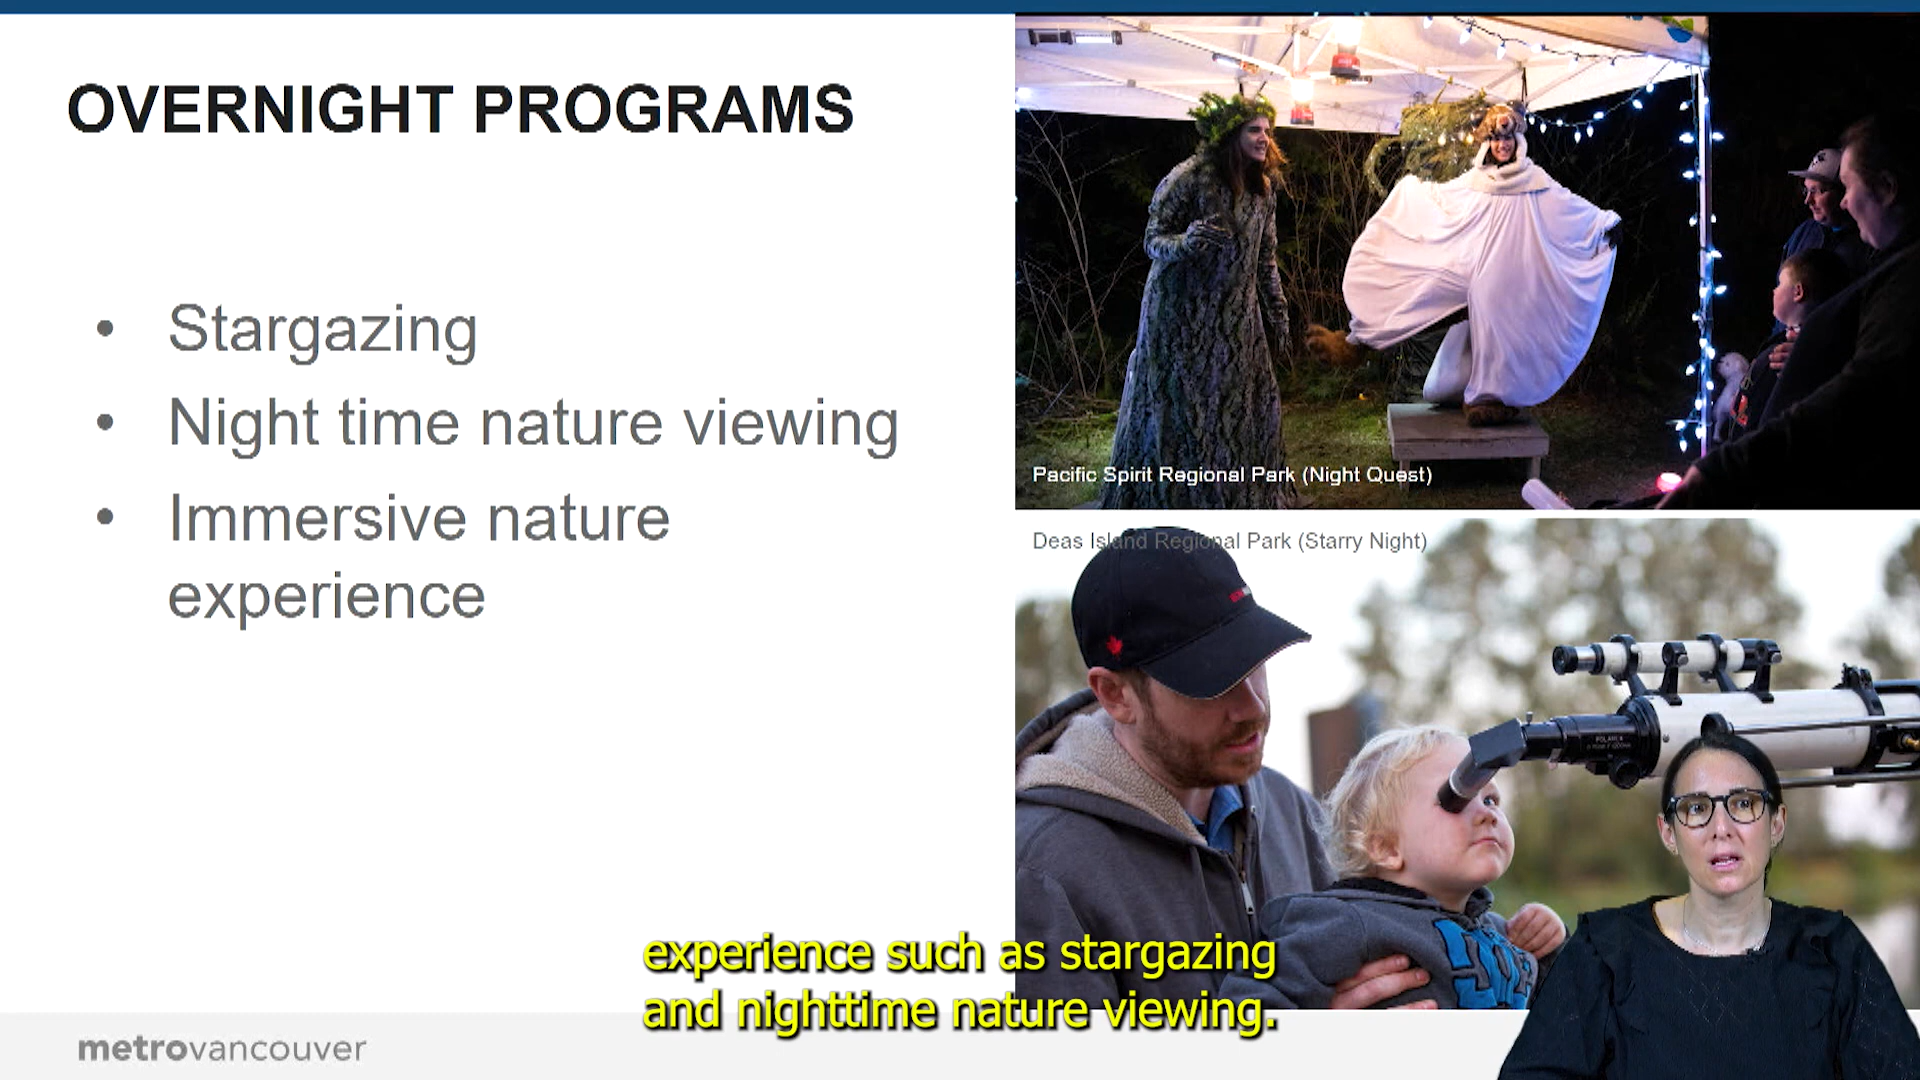 OVERNIGHT PROGRAMS
• Stargazing
• Night time nature viewing
• Immersive nature
experience
Pacific Spirit Regional Park (Night Quest)
Deas Island Regional Park (Starry Night)
experience such as stargazing
and nighttime nature viewing.
metrovancouver